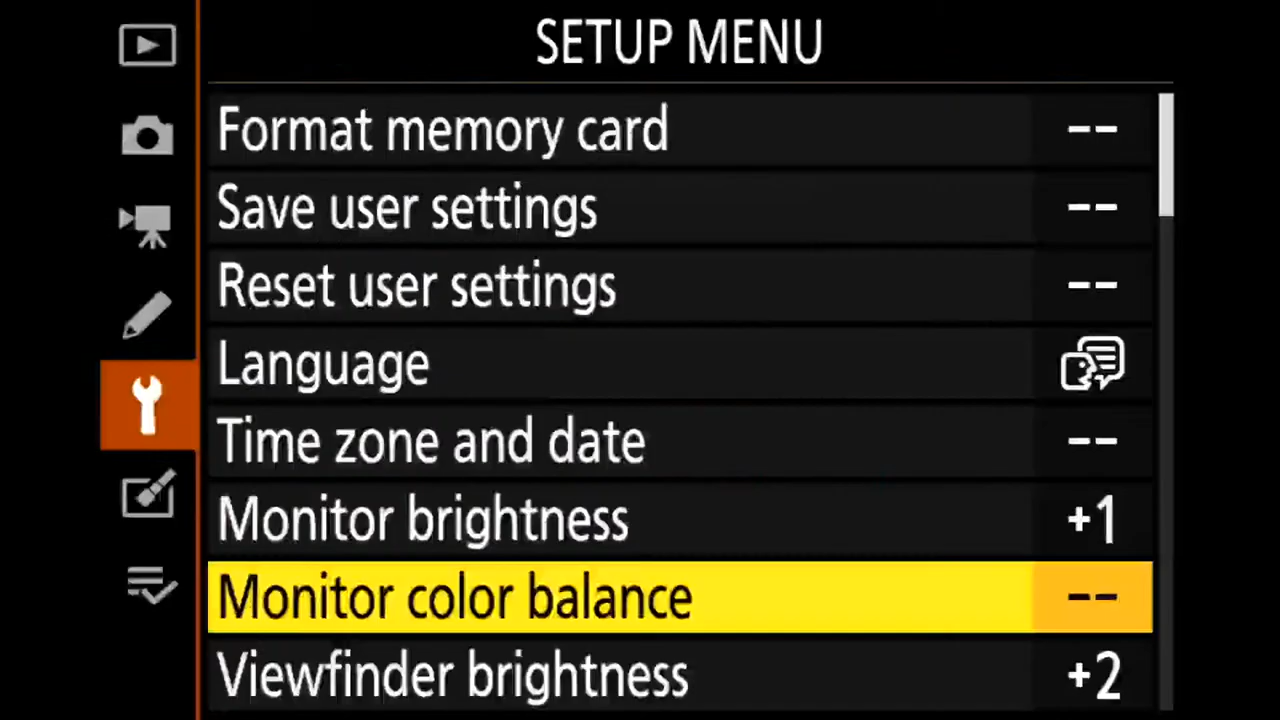 SETUP MENU
Format memory card --
Save user settings --
Reset user settings --
Language
Time zone and date --
Monitor brightness +1
Monitor color balance --
Viewfinder brightness +2